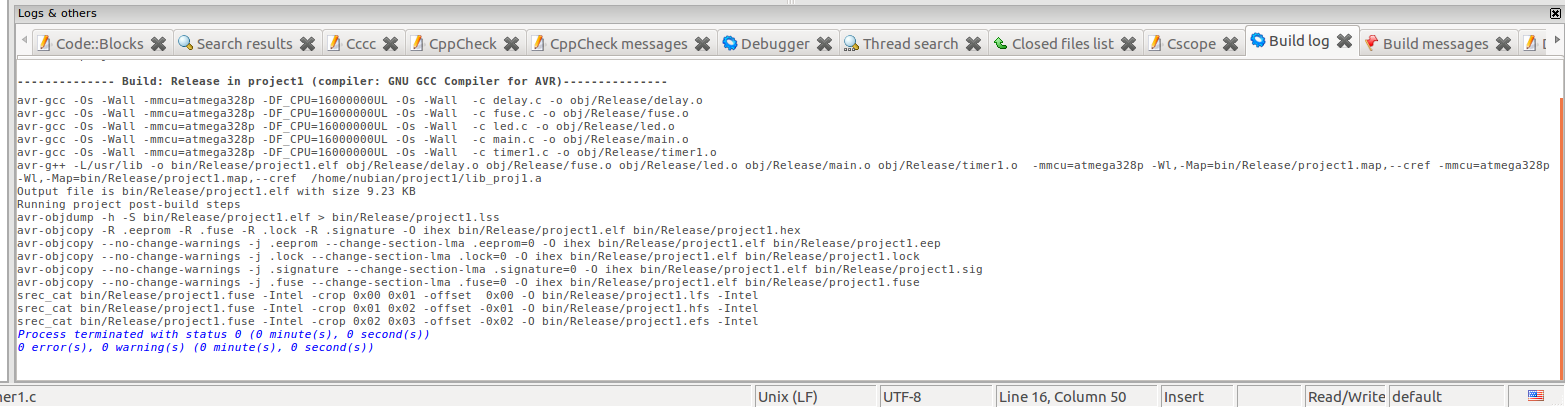 Logs & others
Code::Blocks Search results Cccc CppCheck CppCheck messages Debugger Thread search Closed files list Cscope Build log Build messages
-------------- Build: Release in project1 (compiler: GNU GCC Compiler for AVR)---------------
avr-gcc -Os -Wall -mmcu=atmega328p -DF_CPU=16000000UL -Os -Wall  -c delay.c -o obj/Release/delay.o
avr-gcc -Os -Wall -mmcu=atmega328p -DF_CPU=16000000UL -Os -Wall  -c fuse.c -o obj/Release/fuse.o
avr-gcc -Os -Wall -mmcu=atmega328p -DF_CPU=16000000UL -Os -Wall  -c led.c -o obj/Release/led.o
avr-gcc -Os -Wall -mmcu=atmega328p -DF_CPU=16000000UL -Os -Wall  -c main.c -o obj/Release/main.o
avr-gcc -Os -Wall -mmcu=atmega328p -DF_CPU=16000000UL -Os -Wall  -c timer1.c -o obj/Release/timer1.o
avr-g++ -L/usr/lib -o bin/Release/project1.elf obj/Release/delay.o obj/Release/fuse.o obj/Release/led.o obj/Release/main.o obj/Release/timer1.o  -mmcu=atmega328p -Wl,-Map=bin/Release/project1.map,--cref -mmcu=atmega328p
-Wl,-Map=bin/Release/project1.map,--cref  /home/nubian/project1/lib_proj1.a
Output file is bin/Release/project1.elf with size 9.23 KB
Running project post-build steps
avr-objdump -h -S bin/Release/project1.elf > bin/Release/project1.lss
avr-objcopy -R .eeprom -R .fuse -R .lock -R .signature -O ihex bin/Release/project1.elf bin/Release/project1.hex
avr-objcopy --no-change-warnings -j .eeprom --change-section-lma .eeprom=0 -O ihex bin/Release/project1.elf bin/Release/project1.eep
avr-objcopy --no-change-warnings -j .lock --change-section-lma .lock=0 -O ihex bin/Release/project1.elf bin/Release/project1.lock
avr-objcopy --no-change-warnings -j .signature --change-section-lma .signature=0 -O ihex bin/Release/project1.elf bin/Release/project1.sig
avr-objcopy --no-change-warnings -j .fuse --change-section-lma .fuse=0 -O ihex bin/Release/project1.elf bin/Release/project1.fuse
srec_cat bin/Release/project1.fuse -Intel -crop 0x00 0x01 -offset  0x00 -O bin/Release/project1.lfs -Intel
srec_cat bin/Release/project1.fuse -Intel -crop 0x01 0x02 -offset -0x01 -O bin/Release/project1.hfs -Intel
srec_cat bin/Release/project1.fuse -Intel -crop 0x02 0x03 -offset -0x02 -O bin/Release/project1.efs -Intel
Process terminated with status 0 (0 minute(s), 0 second(s))
0 error(s), 0 warning(s) (0 minute(s), 0 second(s))
er1.c Unix (LF) UTF-8 Line 16, Column 50 Insert Read/Write default